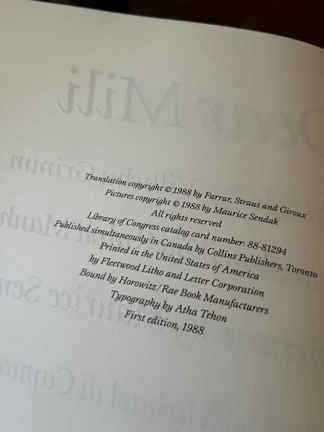 Translation copyright © 1988 by Farrar, Straus and Giroux
Pictures copyright © 1988 by Maurice Sendak
All rights reserved
Library of Congress catalog card number: 88-81294
Published simultaneously in Canada by Collins Publishers, Toronto
Printed in the United States of America
by Fleetwood Litho and Letter Corporation
Bound by Horowitz/Rae Book Manufacturers
Typography by Atha Tehon
First edition, 1988